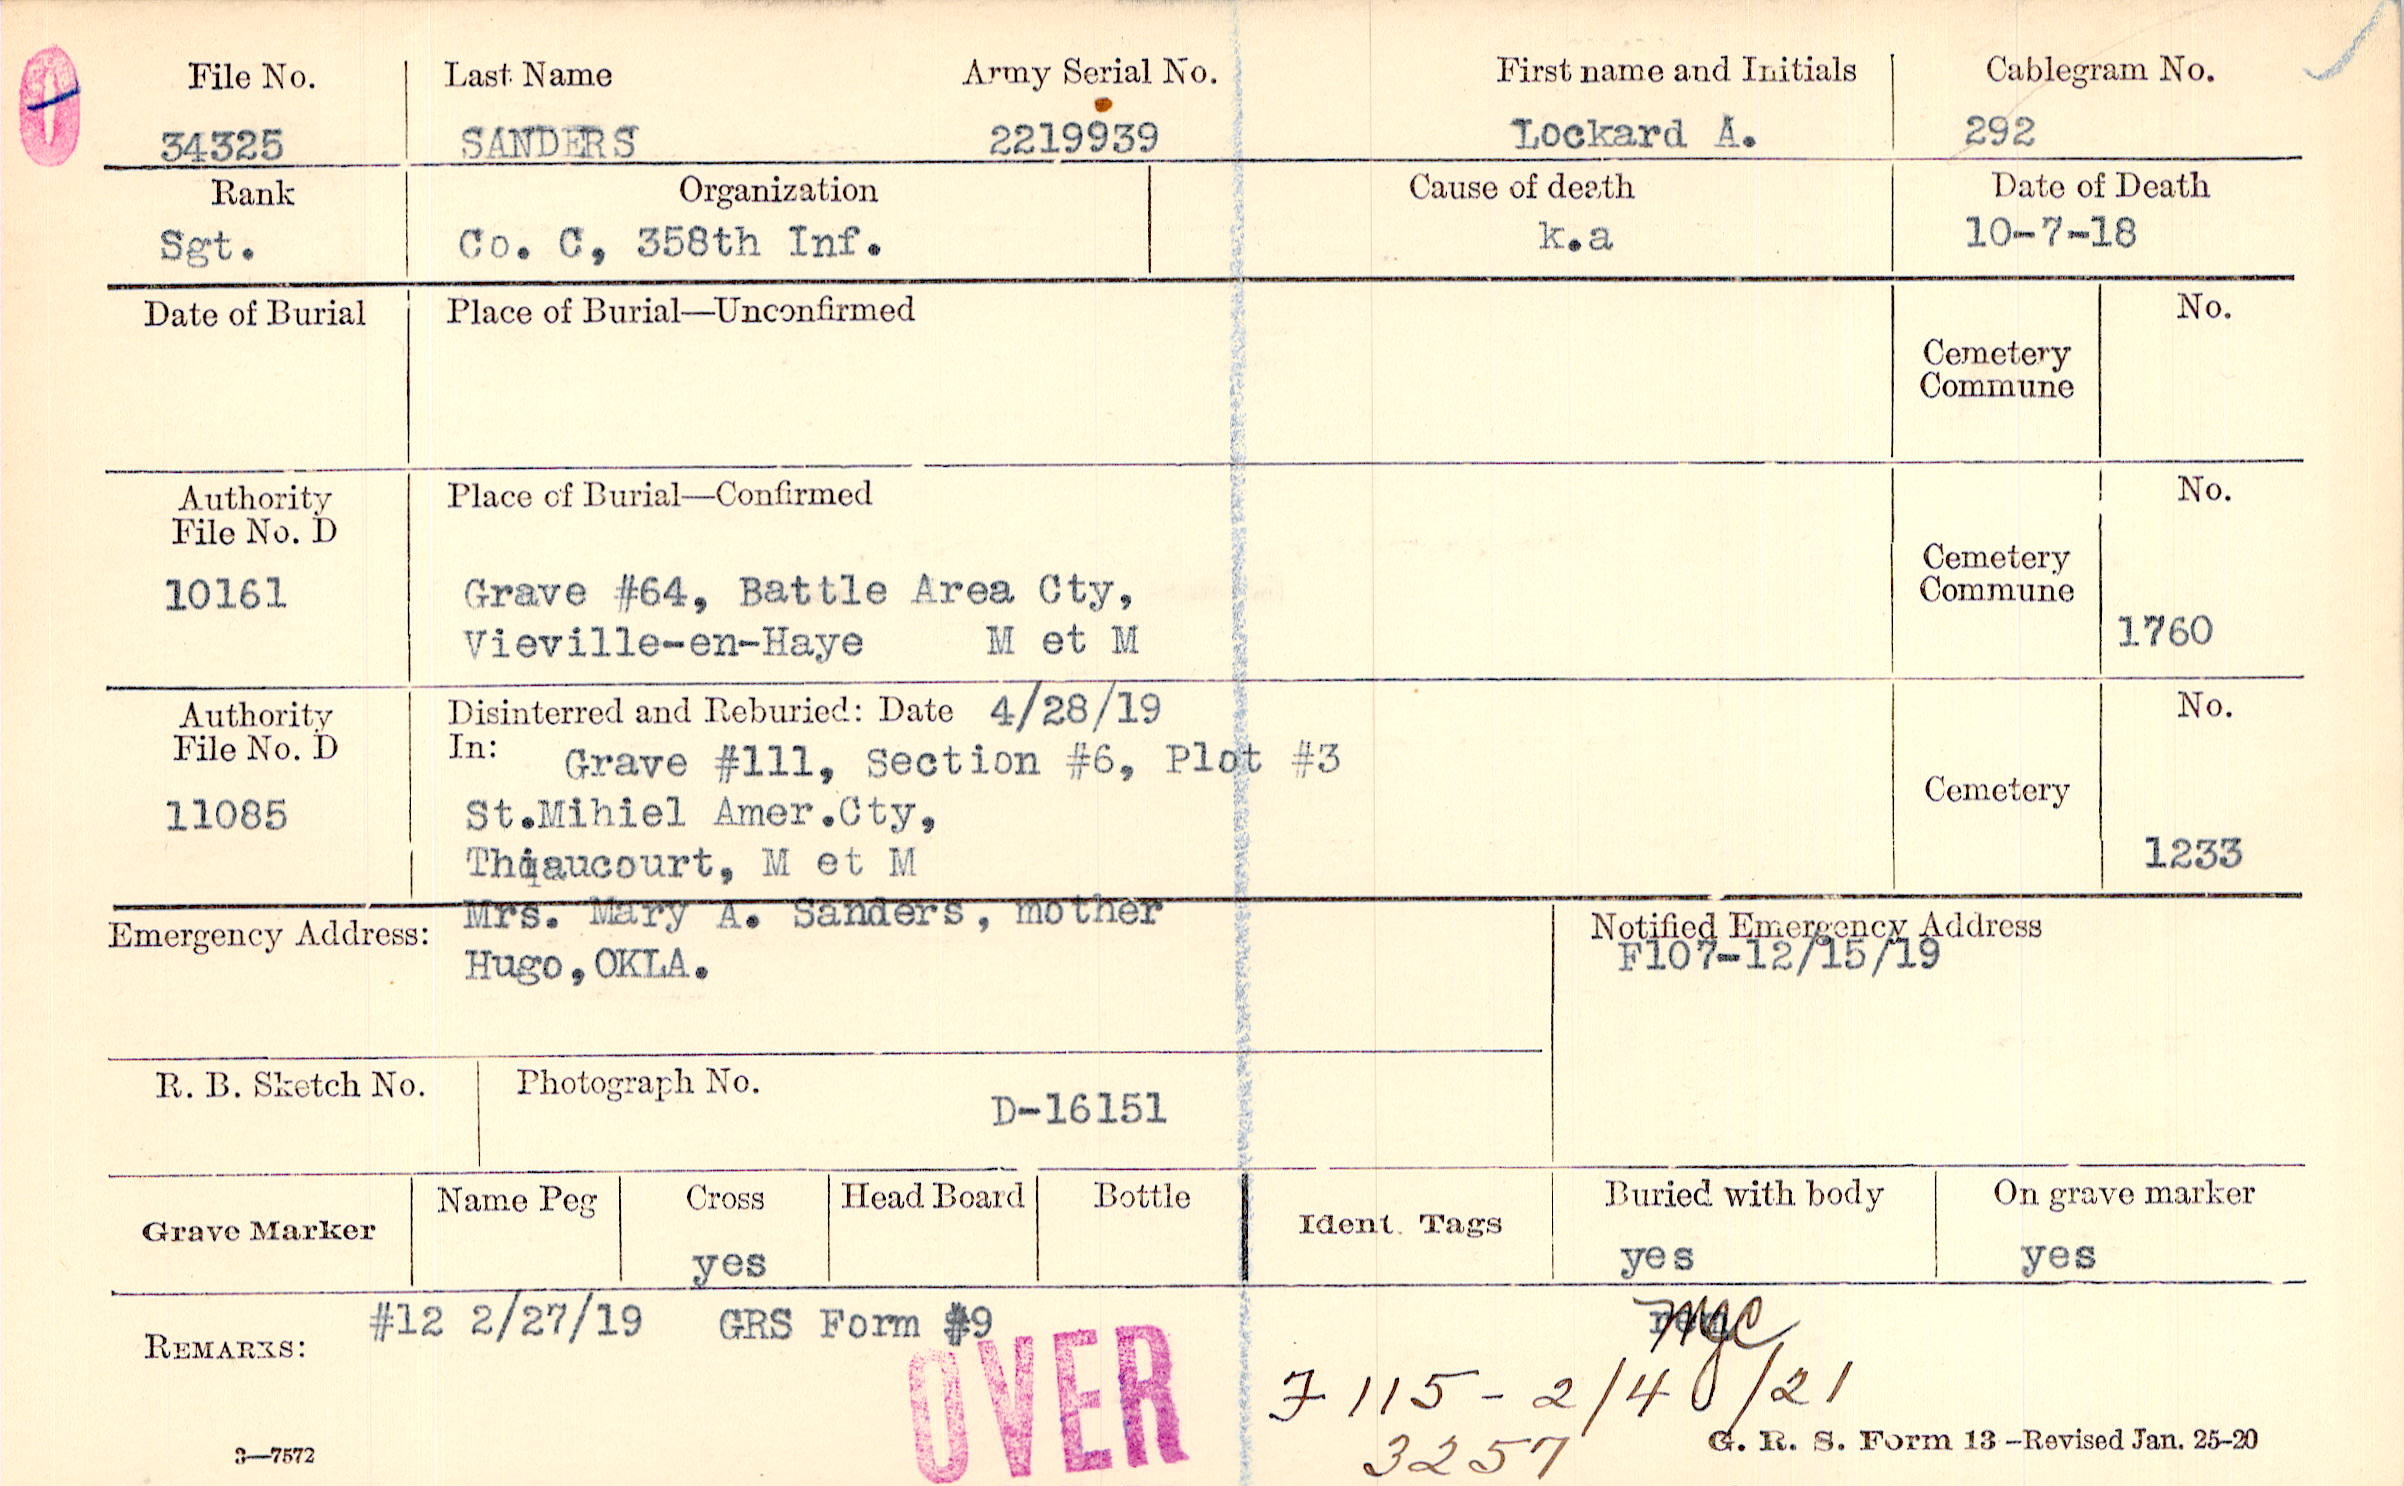 File No. Last Name Army Serial No. First name and Initials Cablegram No.
34325 SANDERS 2219939 Lockard A. 292
Rank Organization Cause of death Date of Death
Sgt. Co. C, 358th Inf. k.a 10-7-18
Date of Burial Place of Burial—Unconfirmed No.
Cemetery
Commune
Authority Place of Burial—Confirmed No.
File No. D
Cemetery
10161 Grave #64, Battle Area Cty, Commune
Vieville-en-Haye M et M 1760
Authority Disinterred and Reburied: Date 4/28/19 No.
File No. D In: Grave #111, Section #6, Plot #3
Cemetery
11085 St.Mihiel Amer.Cty,
Thiaucourt, M et M 1233
Mrs. Mary A. Sanders, mother
Emergency Address: Notified Emergency Address
Hugo,OKLA. F107-12/15/19
R. B. Sketch No. Photograph No.
D-16151
Name Peg Cross Head Board Bottle Buried with body On grave marker
Grave Marker Ident. Tags
yes yes yes
#12 2/27/19 GRS Form #9
REMARKS:
OVER
F 115 - 2/4/21
3257
G. R. S. Form 13 -Revised Jan. 25-20
3—7572